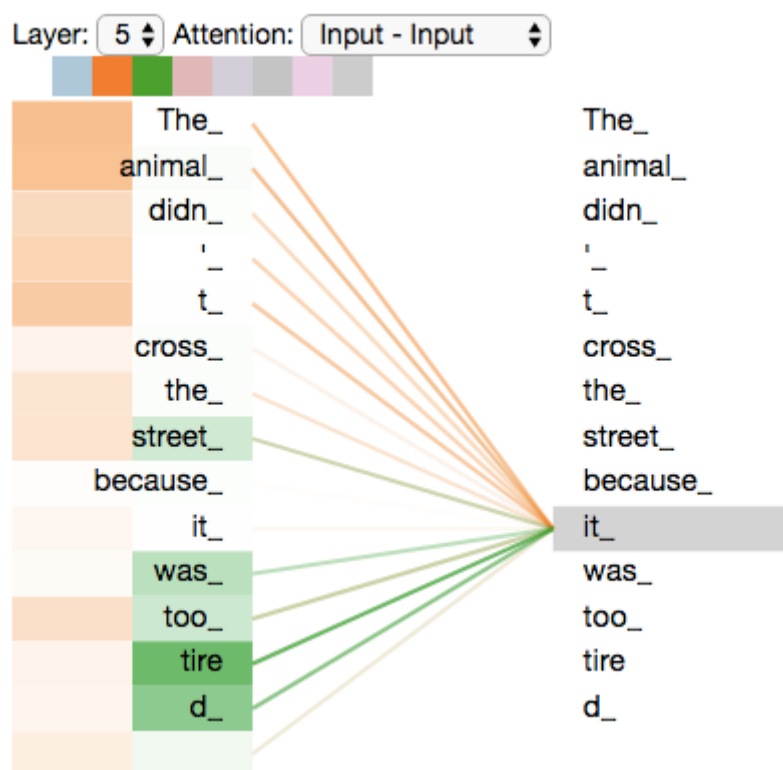 Layer: 5 Attention: Input - Input
The_ The_
animal_ animal_
didn_ didn_
'_ '_
t_ t_
cross_ cross_
the_ the_
street_ street_
because_ because_
it_ it_
was_ was_
too_ too_
tire tire
d_ d_